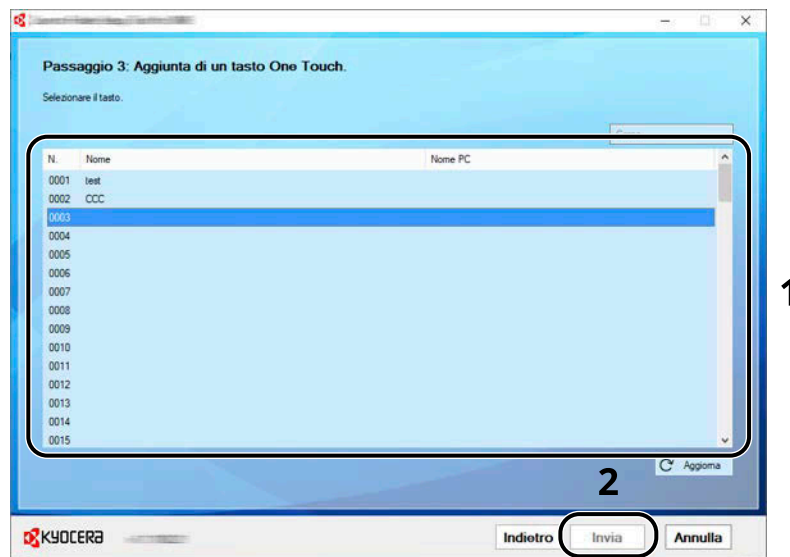 Passaggio 3: Aggiunta di un tasto One Touch.
Selezionare il tasto.
N. Nome Nome PC
0001 test
0002 CCC
0003
0004
0005
0006
0007
0008
0009
0010
0011
0012
0013
0014
0015
1
Aggiorna
2
KYOCERA Indietro Invia Annulla